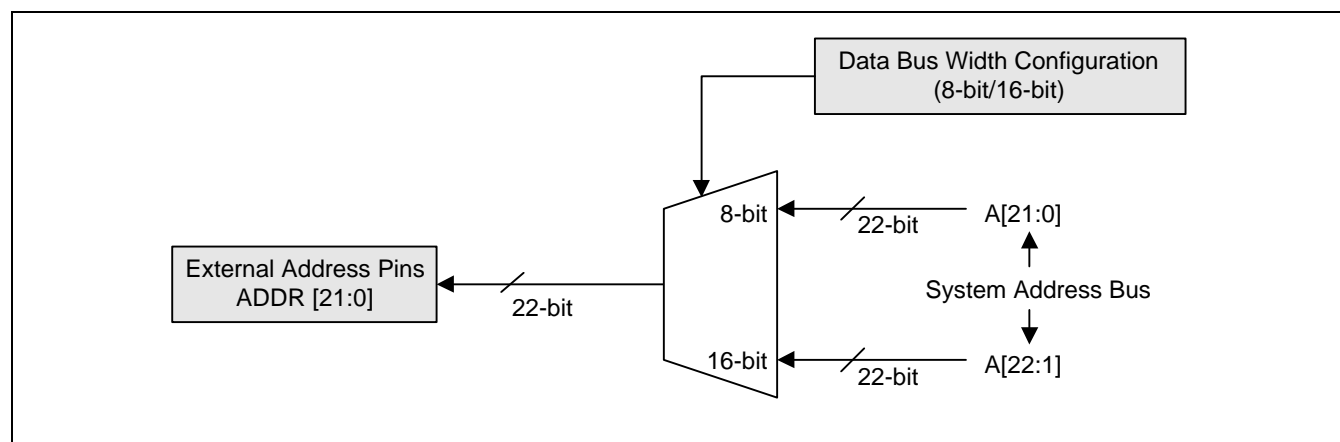 Data Bus Width Configuration
(8-bit/16-bit)
8-bit
22-bit
A[21:0]
External Address Pins
ADDR [21:0]
22-bit
System Address Bus
16-bit
22-bit
A[22:1]